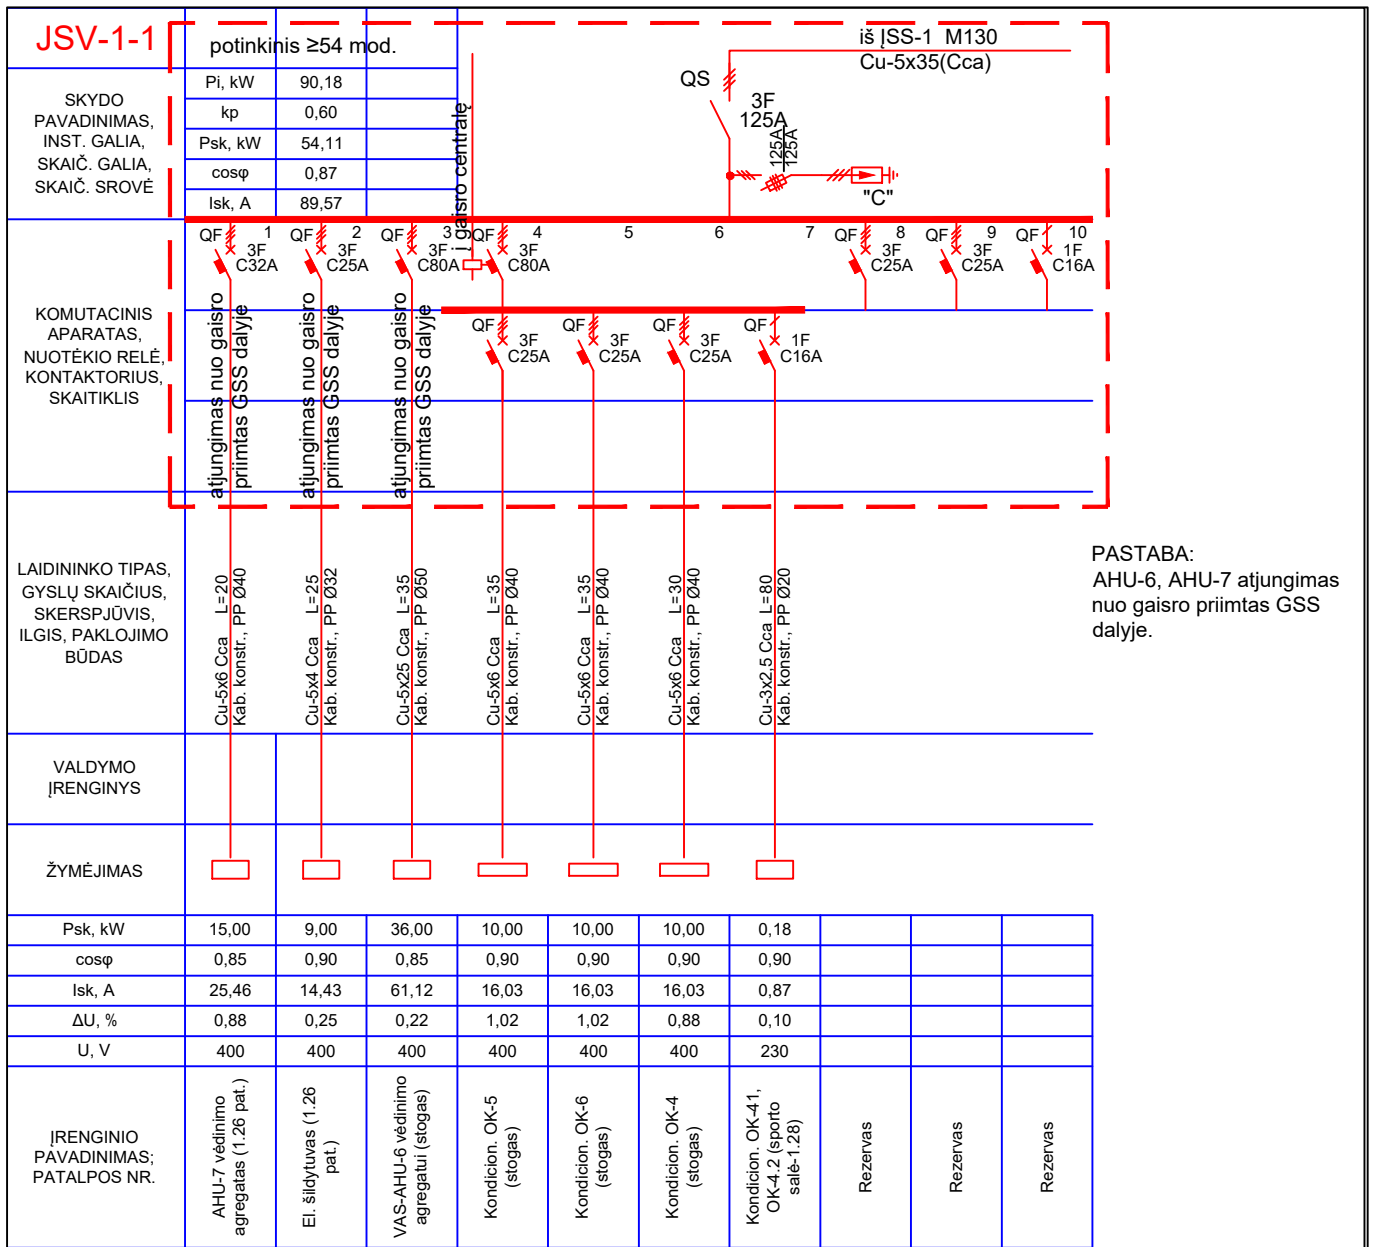 JSV-1-1
potinkinis ≥54 mod.
iš ĮSS-1 M130
Cu-5x35(Cca)
SKYDO
PAVADINIMAS,
INST. GALIA,
SKAIČ. GALIA,
SKAIČ. SROVĖ
Pi, kW 90,18
kp 0,60
Psk, kW 54,11
cosφ 0,87
Isk, A 89,57
į gaisro centralę
QS
3F
125A
125A
125A
"C"
KOMUTACINIS
APARATAS,
NUOTĖKIO RELĖ,
KONTAKTORIUS,
SKAITIKLIS
QF 1
3F
C32A
QF 2
3F
C25A
QF 3
3F
C80A
QF 4
3F
C80A
5
6
7
QF 8
3F
C25A
QF 9
3F
C25A
QF 10
1F
C16A
QF
3F
C25A
QF
3F
C25A
QF
3F
C25A
QF
1F
C16A
atjungimas nuo gaisro
priimtas GSS dalyje
atjungimas nuo gaisro
priimtas GSS dalyje
atjungimas nuo gaisro
priimtas GSS dalyje
LAIDININKO TIPAS,
GYSLŲ SKAIČIUS,
SKERSPJŪVIS,
ILGIS, PAKLOJIMO
BŪDAS
Cu-5x6 Cca L=20
Kab. konstr., PP Ø40
Cu-5x4 Cca L=25
Kab. konstr., PP Ø32
Cu-5x25 Cca L=35
Kab. konstr., PP Ø50
Cu-5x6 Cca L=35
Kab. konstr., PP Ø40
Cu-5x6 Cca L=35
Kab. konstr., PP Ø40
Cu-5x6 Cca L=30
Kab. konstr., PP Ø40
Cu-3x2,5 Cca L=80
Kab. konstr., PP Ø20
PASTABA:
AHU-6, AHU-7 atjungimas
nuo gaisro priimtas GSS
dalyje.
VALDYMO
ĮRENGINYS
ŽYMĖJIMAS
Psk, kW 15,00 9,00 36,00 10,00 10,00 10,00 0,18
cosφ 0,85 0,90 0,85 0,90 0,90 0,90 0,90
Isk, A 25,46 14,43 61,12 16,03 16,03 16,03 0,87
ΔU, % 0,88 0,25 0,22 1,02 1,02 0,88 0,10
U, V 400 400 400 400 400 400 230
ĮRENGINIO
PAVADINIMAS;
PATALPOS NR.
AHU-7 vėdinimo
agregatas (1.26 pat.)
El. šildytuvas (1.26
pat.)
VAS-AHU-6 vėdinimo
agregatui (stogas)
Kondicion. OK-5
(stogas)
Kondicion. OK-6
(stogas)
Kondicion. OK-4
(stogas)
Kondicion. OK-41,
OK-4.2 (sporto
salė-1.28)
Rezervas
Rezervas
Rezervas